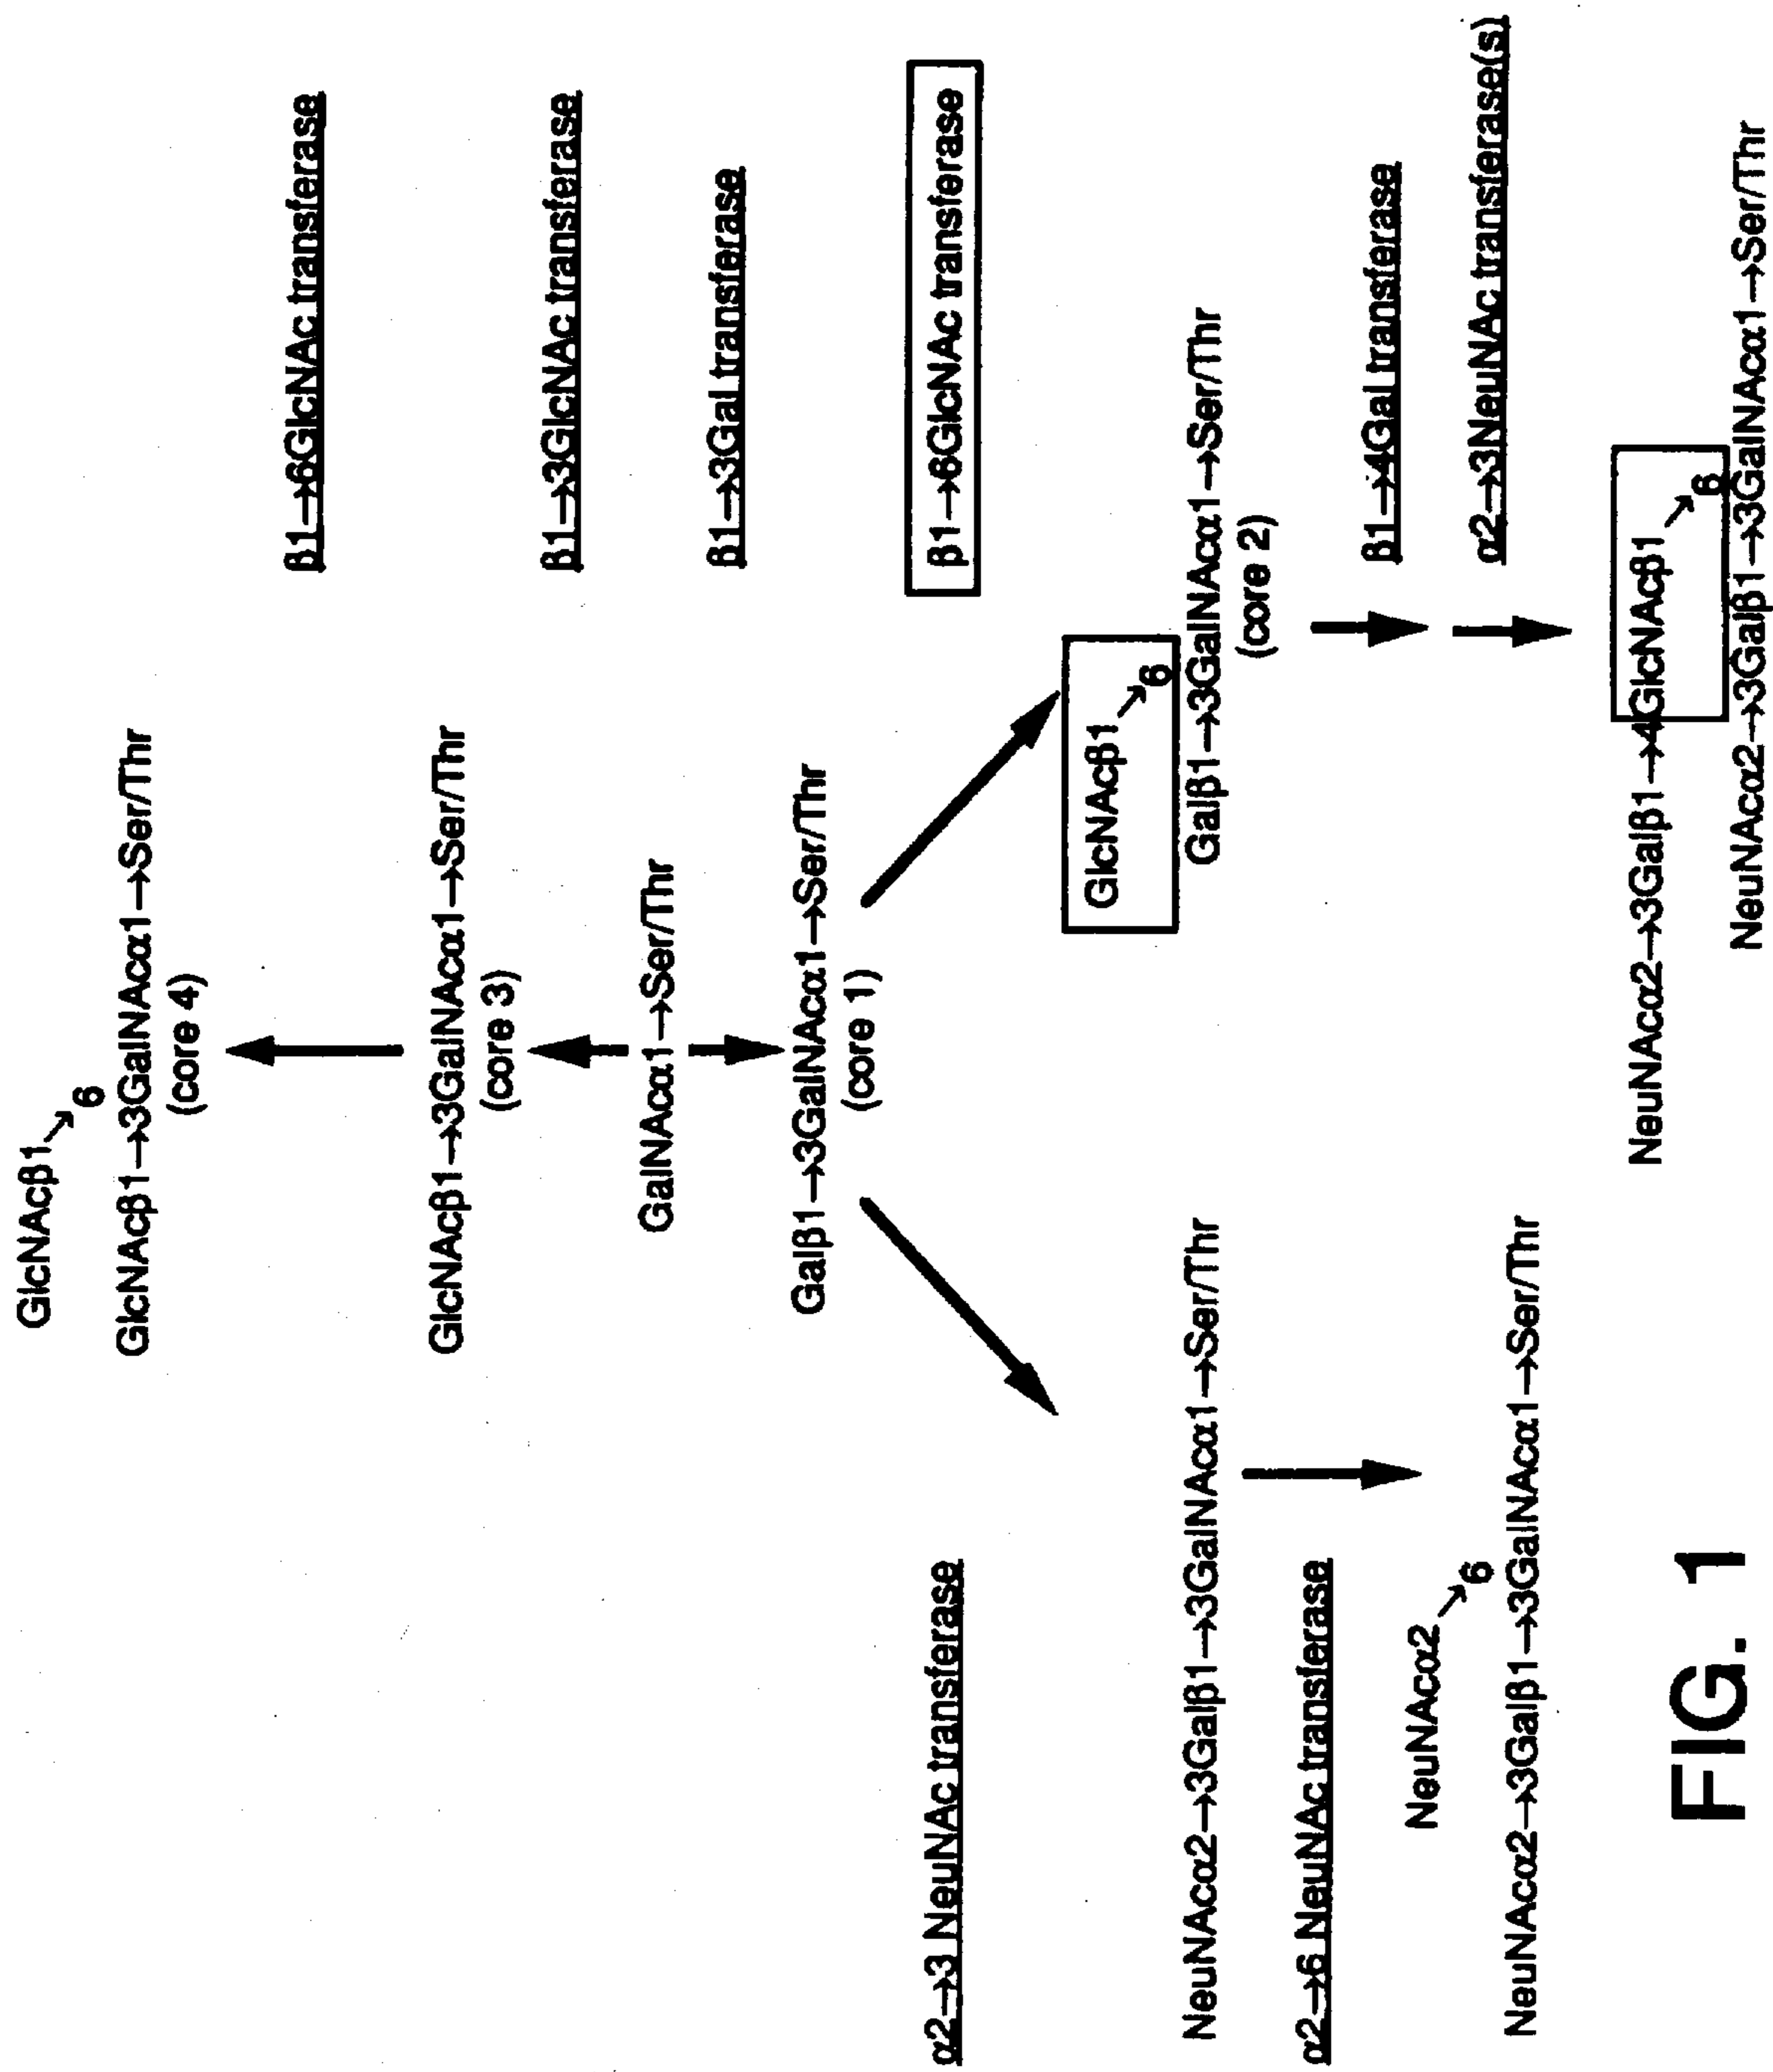 GlcNAcβ1
→6
GlcNAcβ1→3GalNAcα1→Ser/Thr
(core 4)
β1→6GlcNAc transferase
GlcNAcβ1→3GalNAcα1→Ser/Thr
(core 3)
β1→3GlcNAc transferase
GalNAcα1→Ser/Thr
β1→3Gal transferase
Galβ1→3GalNAcα1→Ser/Thr
(core 1)
α2→3 NeuNAc transferase
β1→6GlcNAc transferase
GlcNAcβ1
→6
Galβ1→3GalNAcα1→Ser/Thr
(core 2)
NeuNAcα2→3Galβ1→3GalNAcα1→Ser/Thr
α2→6 NeuNAc transferase
β1→4Gal transferase
α2→3NeuNAc transferase(s)
NeuNAcα2
→6
NeuNAcα2→3Galβ1→3GalNAcα1→Ser/Thr
NeuNAcα2→3Galβ1→4GlcNAcβ1
→6
NeuNAcα2→3Galβ1→3GalNAcα1→Ser/Thr
FIG. 1